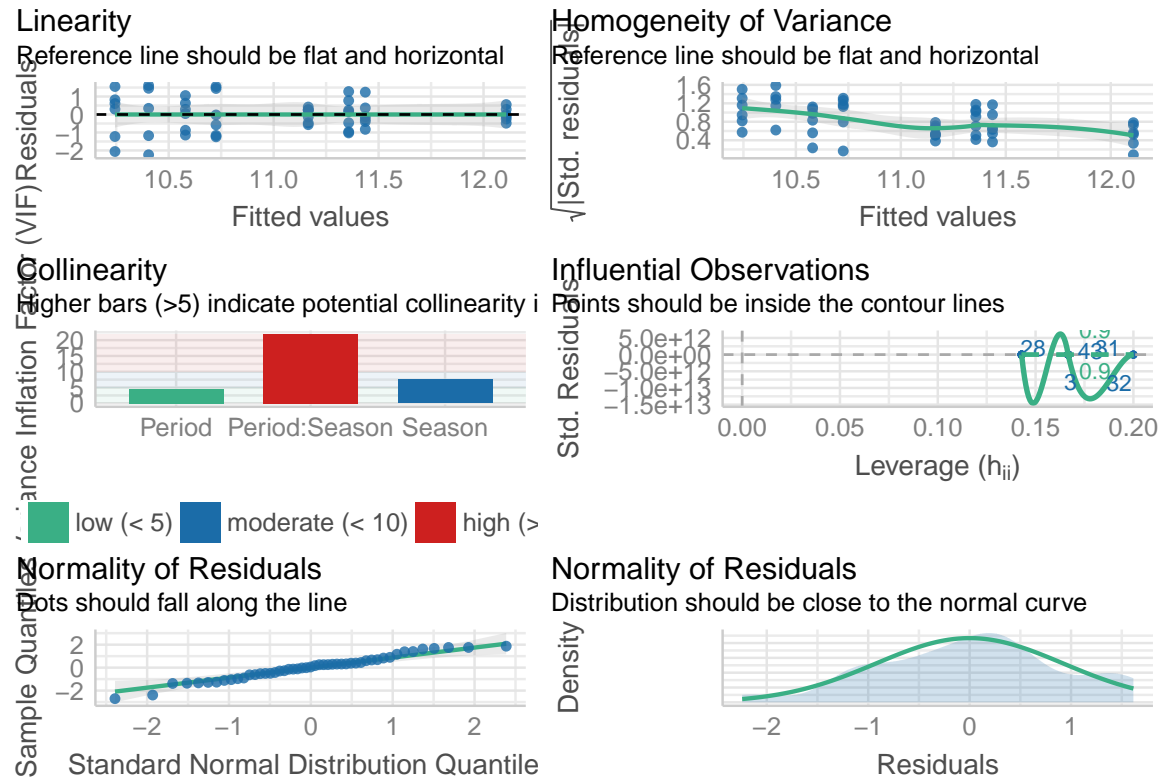 Linearity
Reference line should be flat and horizontal
Residuals
1
0
−1
−2
10.5 11.0 11.5 12.0
Fitted values
Homogeneity of Variance
Reference line should be flat and horizontal
√|Std. residuals|
1.6
1.2
0.8
0.4
10.5 11.0 11.5 12.0
Fitted values
Collinearity
Higher bars (>5) indicate potential collinearity i
Inflation Factor (VIF)
20
15
10
5
0
Period Period:Season Season
low (< 5) moderate (< 10) high (>
Influential Observations
Points should be inside the contour lines
Std. Residuals
5.0e+12
0.0e+00
−5.0e+12
−1.0e+13
−1.5e+13
0.9
28 43 31
0.9
3 32
0.00 0.05 0.10 0.15 0.20
Leverage (hii)
Normality of Residuals
Dots should fall along the line
Sample Quantiles
2
0
−2
−2 −1 0 1 2
Standard Normal Distribution Quantile
Normality of Residuals
Distribution should be close to the normal curve
Density
−2 −1 0 1
Residuals